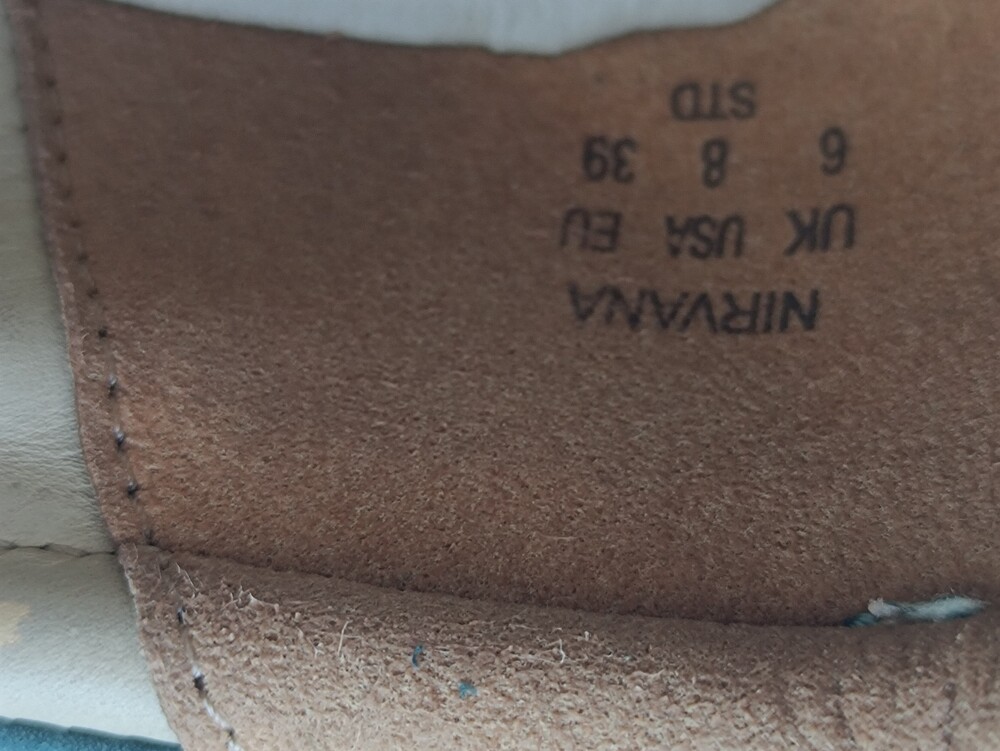 NIRVANA
UK USA EU
6 8 39
STD